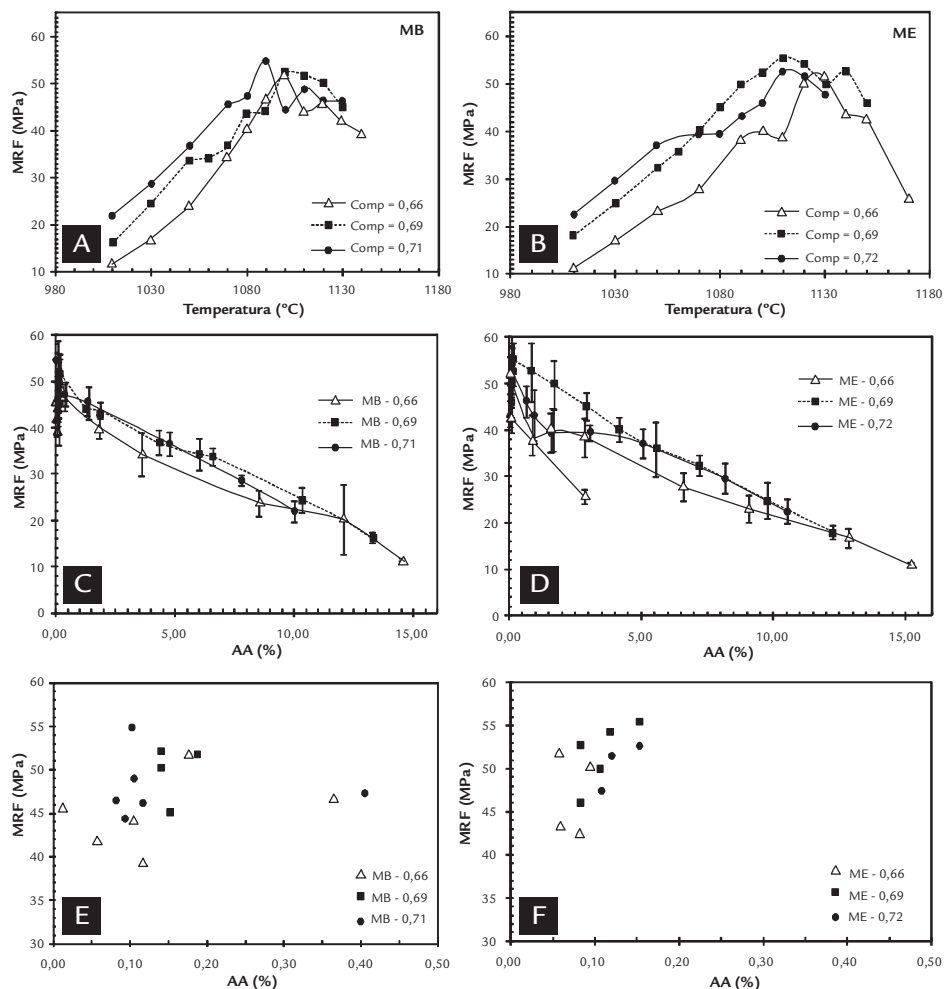 60
50
40
30
20
10
MRF (MPa)
MB
Comp = 0,66
Comp = 0,69
Comp = 0,71
A
980
1030
1080
1130
1180
Temperatura (ºC)
60
50
40
30
20
10
MRF (MPa)
ME
Comp = 0,66
Comp = 0,69
Comp = 0,72
B
980
1030
1080
1130
1180
Temperatura (ºC)
60
50
40
30
20
10
0
MRF (MPa)
MB - 0,66
MB - 0,69
MB - 0,71
C
0,00
5,00
10,00
15,00
AA (%)
60
50
40
30
20
10
0
MRF (MPa)
ME - 0,66
ME - 0,69
ME - 0,72
D
0,00
5,00
10,00
15,00
AA (%)
60
55
50
45
40
35
30
MRF (MPa)
MB - 0,66
MB - 0,69
MB - 0,71
E
0,00
0,10
0,20
0,30
0,40
0,50
AA (%)
60
55
50
45
40
35
30
MRF (MPa)
ME - 0,66
ME - 0,69
ME - 0,72
F
0,00
0,10
0,20
0,30
0,40
0,50
AA (%)